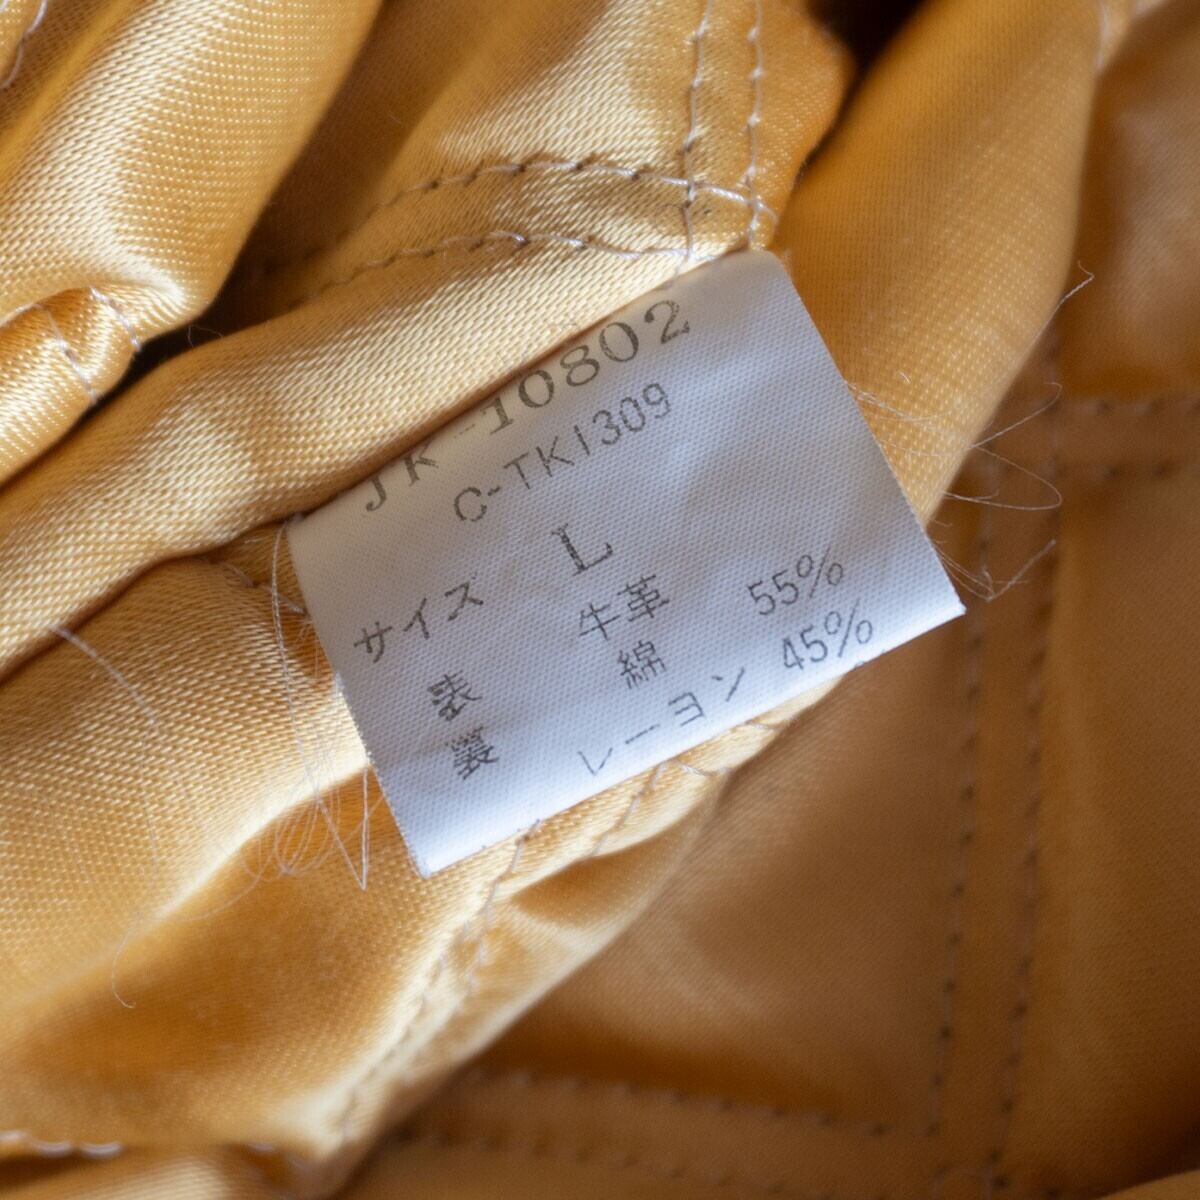 JK-10802
C-TK1309
サイズ L
表 牛革
裏 綿 55%
レーヨン 45%